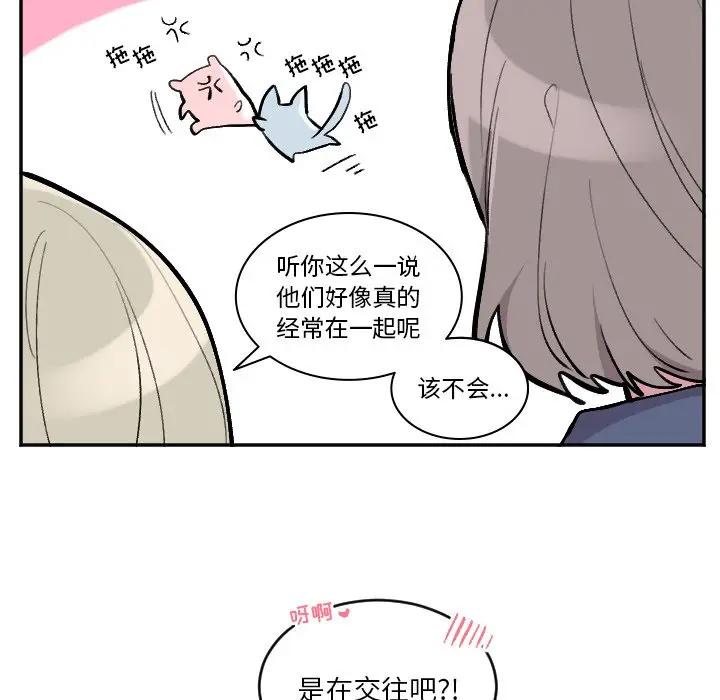 拖拖
拖拖拖
拖
听你这么一说
他们好像真的
经常在一起呢
该不会...
呀啊
是在交往吧?!